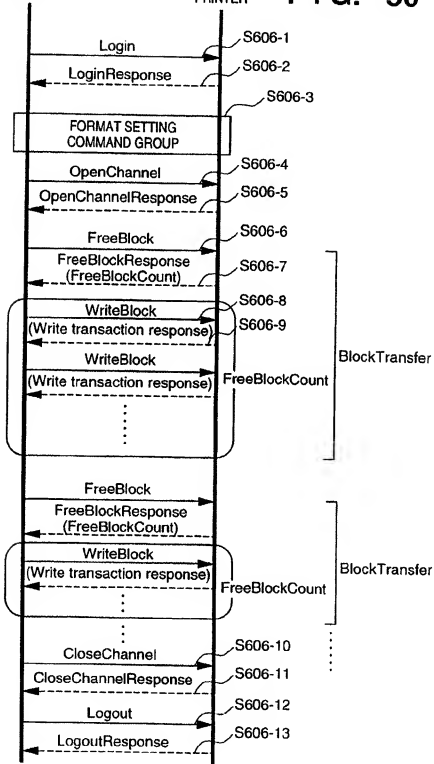 PRINTER FIG. 50
S606-1
Login
S606-2
LoginResponse
S606-3
FORMAT SETTING
COMMAND GROUP
S606-4
OpenChannel
S606-5
OpenChannelResponse
S606-6
FreeBlock
FreeBlockResponse
(FreeBlockCount)
S606-7
WriteBlock
S606-8
(Write transaction response)
S606-9
WriteBlock
(Write transaction response)
FreeBlockCount
BlockTransfer
FreeBlock
FreeBlockResponse
(FreeBlockCount)
WriteBlock
(Write transaction response)
FreeBlockCount
BlockTransfer
S606-10
CloseChannel
S606-11
CloseChannelResponse
S606-12
Logout
S606-13
LogoutResponse